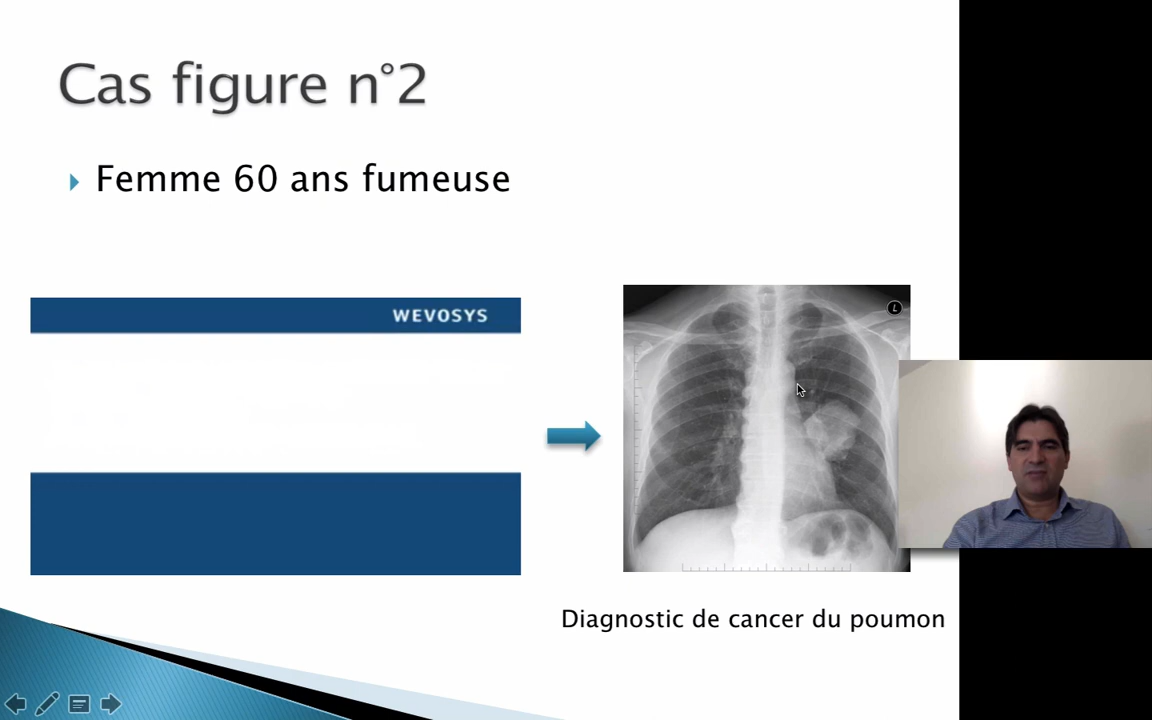 Cas figure n°2
Femme 60 ans fumeuse
WEVOSYS
L
Diagnostic de cancer du poumon